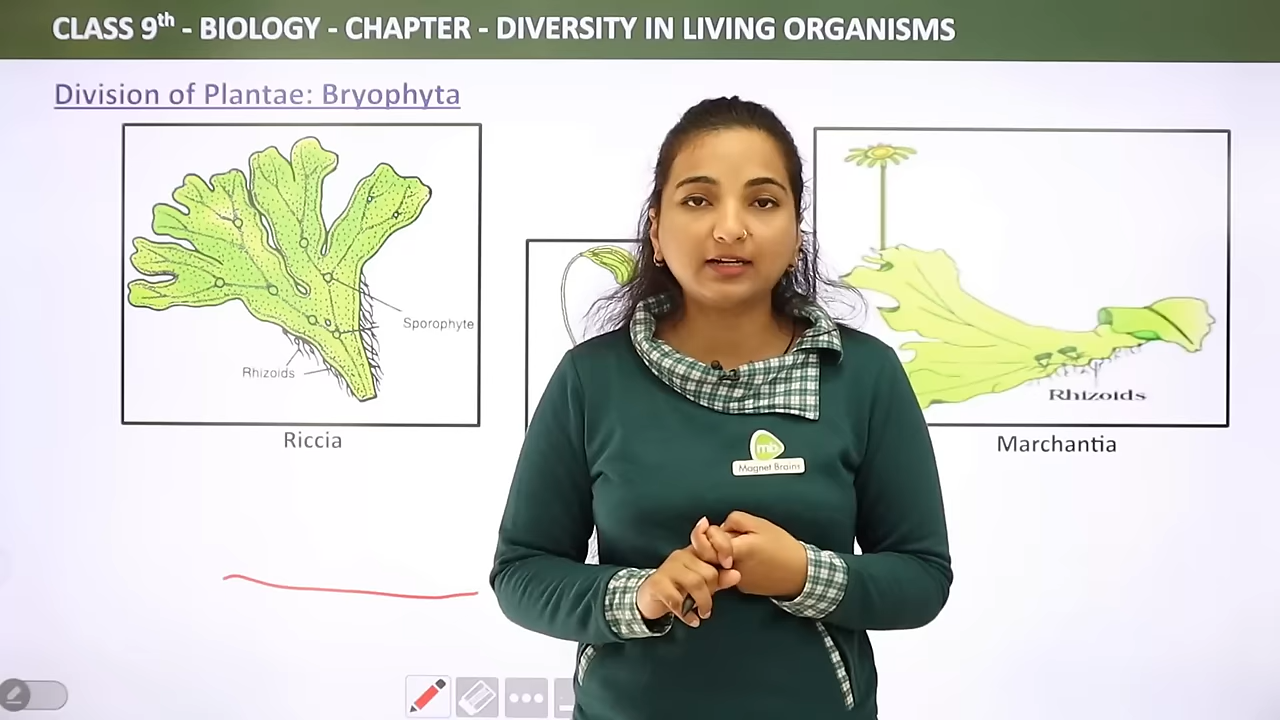 CLASS 9th - BIOLOGY - CHAPTER - DIVERSITY IN LIVING ORGANISMS
Division of Plantae: Bryophyta
Sporophyte
Rhizoids
Riccia
Rhizoids
Marchantia
mb
Magnet Brains